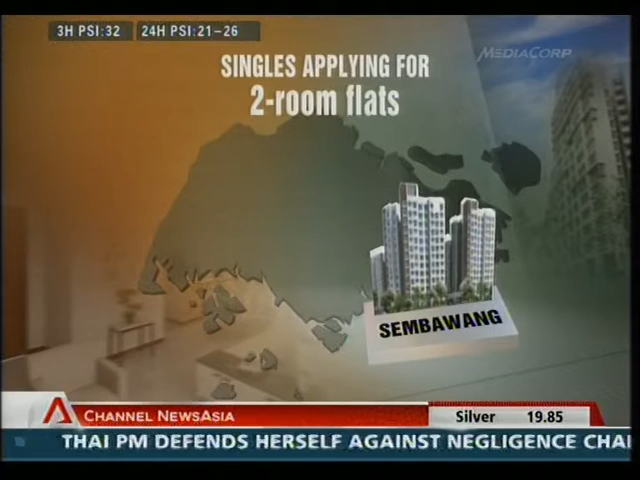 3H PSI:32 24H PSI:21-26
MEDIACORP
SINGLES APPLYING FOR
2-room flats
SEMBAWANG
CHANNEL NEWSASIA
Silver 19.85
THAI PM DEFENDS HERSELF AGAINST NEGLIGENCE CHA